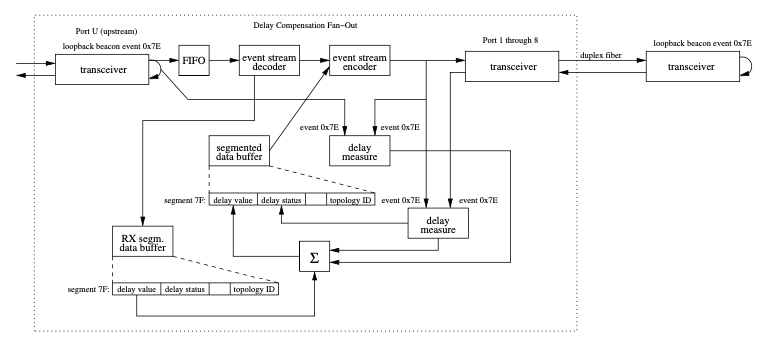 Delay Compensation Fan-Out
Port U (upstream)
loopback beacon event 0x7E
transceiver
FIFO
event stream
decoder
event stream
encoder
Port 1 through 8
transceiver
duplex fiber
loopback beacon event 0x7E
transceiver
event 0x7E
event 0x7E
delay
measure
segmented
data buffer
segment 7F:
delay value
delay status
topology ID
event 0x7E
event 0x7E
delay
measure
RX segm.
data buffer
Σ
segment 7F:
delay value
delay status
topology ID